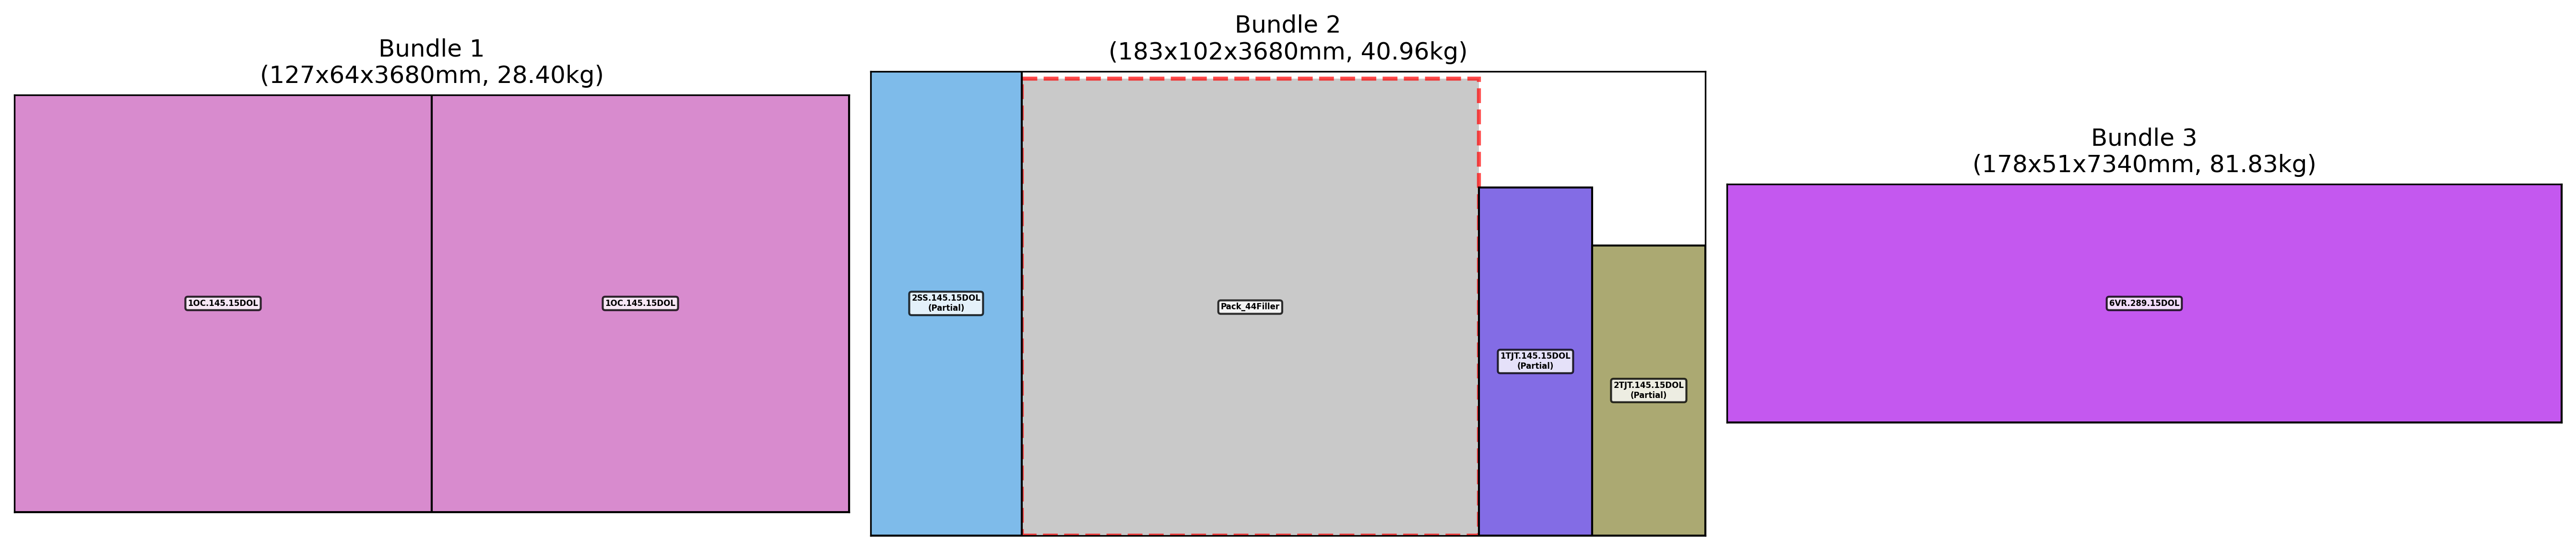 Bundle 1
(127x64x3680mm, 28.40kg)
1OC.145.15DOL
1OC.145.15DOL
Bundle 2
(183x102x3680mm, 40.96kg)
2SS.145.15DOL
(Partial)
Pack_44Filler
1TJT.145.15DOL
(Partial)
2TJT.145.15DOL
(Partial)
Bundle 3
(178x51x7340mm, 81.83kg)
6VR.289.15DOL